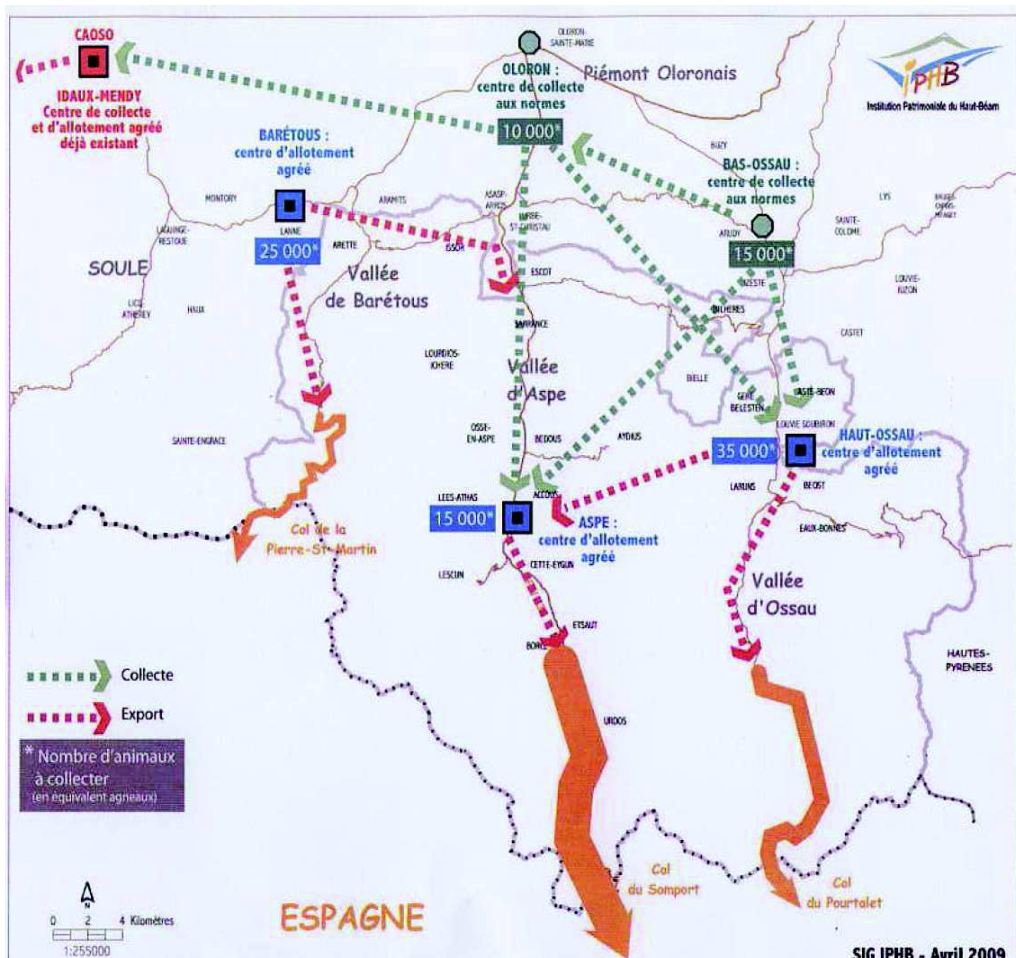 CAOSO
IDAUX-MENDY
Centre de collecte
et d'allotement agréé
déjà existant
OLORON-
SAINTE-MARIE
OLORON :
centre de collecte
aux normes
10 000*
Piémont Oloronais
iPHB
Institution Patrimoniale du Haut-Béarn
BARÉTOUS :
centre d'allotement
agréé
25 000*
BUZY
BAS-OSSAU :
centre de collecte
aux normes
15 000*
MONTORY
ARAMITS
ASASP-
ARROS
LURBE-
ST-CHRISTAU
ARUDY
SAINTE-
COLOME
LYS
LANNE
ARETTE
ISSOR
ESCOT
LOUVIE-
JUZON
SOULE
Vallée
de Barétous
HAUX
SARRANCE
BILHERES
CASTET
LOURDIOS-
ICHERE
Vallée
d'Aspe
BIELLE
GERE
BELESTEN
ASTE-BEON
LOUVIE SOUBIRON
SAINTE-ENGRACE
OSSE-
EN-ASPE
BEDOUS
AYDIUS
35 000*
HAUT-OSSAU :
centre d'allotement
agréé
LARUNS
BEOST
LEES-ATHAS
ACCOUS
15 000*
ASPE :
centre d'allotement
agréé
EAUX-BONNES
Col de la
Pierre-St-Martin
LESCUN
CETTE-EYGUN
Vallée
d'Ossau
ETSAUT
BORCE
HAUTES-
PYRENEES
URDOS
Collecte
Export
* Nombre d'animaux
à collecter
(en équivalent agneaux)
Col
du Somport
Col
du Pourtalet
ESPAGNE
N
0 2 4 Kilomètres
1:255000
SIG IPHB - Avril 2009